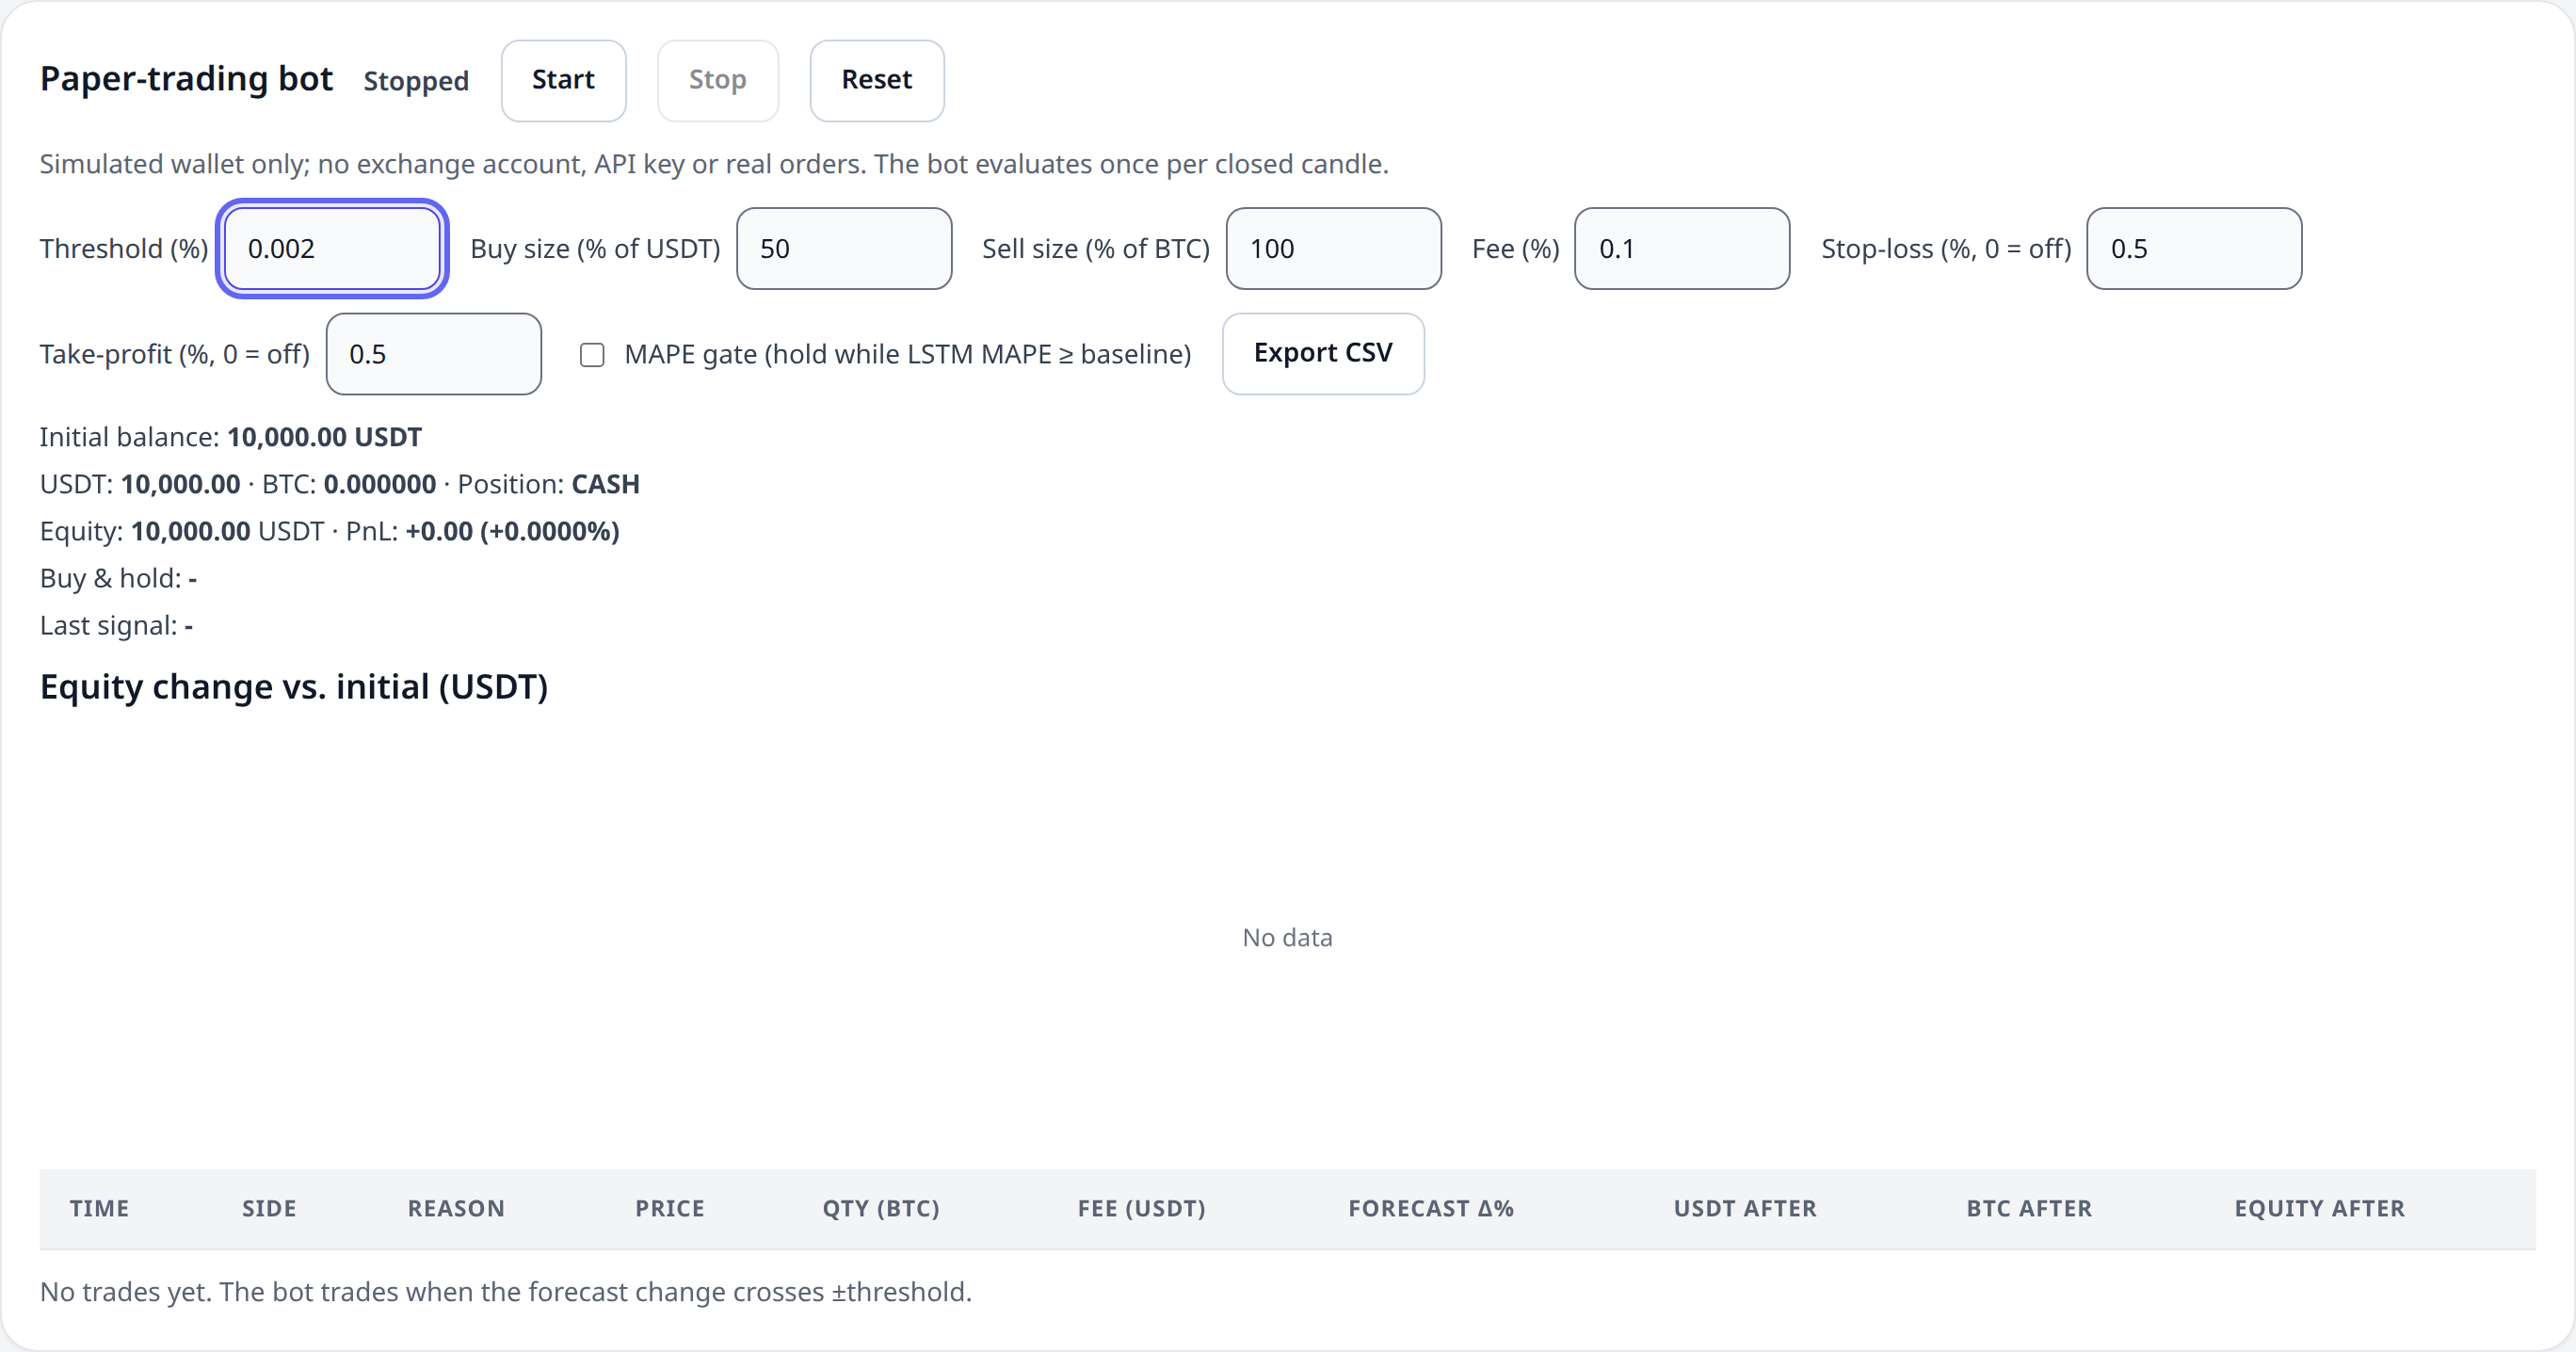 Paper-trading bot Stopped Start Stop Reset
Simulated wallet only; no exchange account, API key or real orders. The bot evaluates once per closed candle.
Threshold (%) 0.002 Buy size (% of USDT) 50 Sell size (% of BTC) 100 Fee (%) 0.1 Stop-loss (%, 0 = off) 0.5
Take-profit (%, 0 = off) 0.5 MAPE gate (hold while LSTM MAPE ≥ baseline) Export CSV
Initial balance: 10,000.00 USDT
USDT: 10,000.00 · BTC: 0.000000 · Position: CASH
Equity: 10,000.00 USDT · PnL: +0.00 (+0.0000%)
Buy & hold: -
Last signal: -
Equity change vs. initial (USDT)
No data
TIME SIDE REASON PRICE QTY (BTC) FEE (USDT) FORECAST Δ% USDT AFTER BTC AFTER EQUITY AFTER
No trades yet. The bot trades when the forecast change crosses ±threshold.